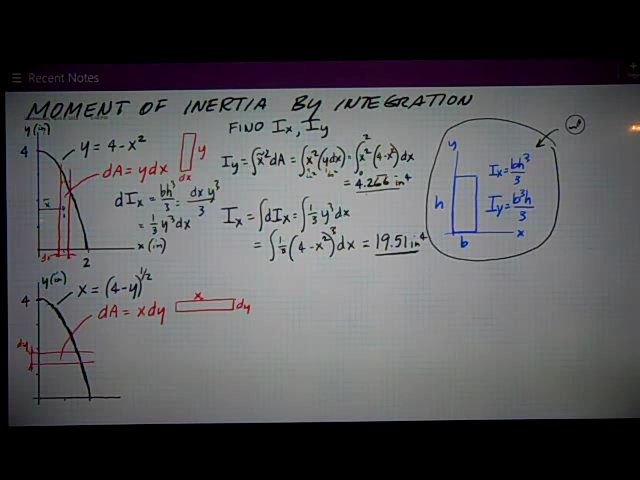 Recent Notes
MOMENT OF INERTIA BY INTEGRATION
FIND Ix, Iy
y(in)
4
y = 4-x²
dA = ydx
y
dx
x̄
dx
2
x (in)
dIx = bh³/3 = dx y³/3
= 1/3 y³dx
Iy = ∫x̄²dA = ∫x²(ydx) = ∫x²(4-x²)dx
= 4.266 in⁴
Ix = ∫dIx = ∫1/3 y³dx
= ∫1/3(4-x²)³dx = 19.51 in⁴
y
h
b
x
Ix = bh³/3
Iy = b³h/3
y(in)
4
x = (4-y)^1/2
dA = xdy
x
dy
dy